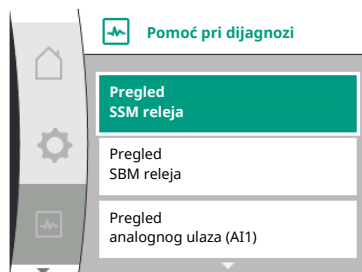 Pomoć pri dijagnozi
Pregled
SSM releja
Pregled
SBM releja
Pregled
analognog ulaza (AI1)